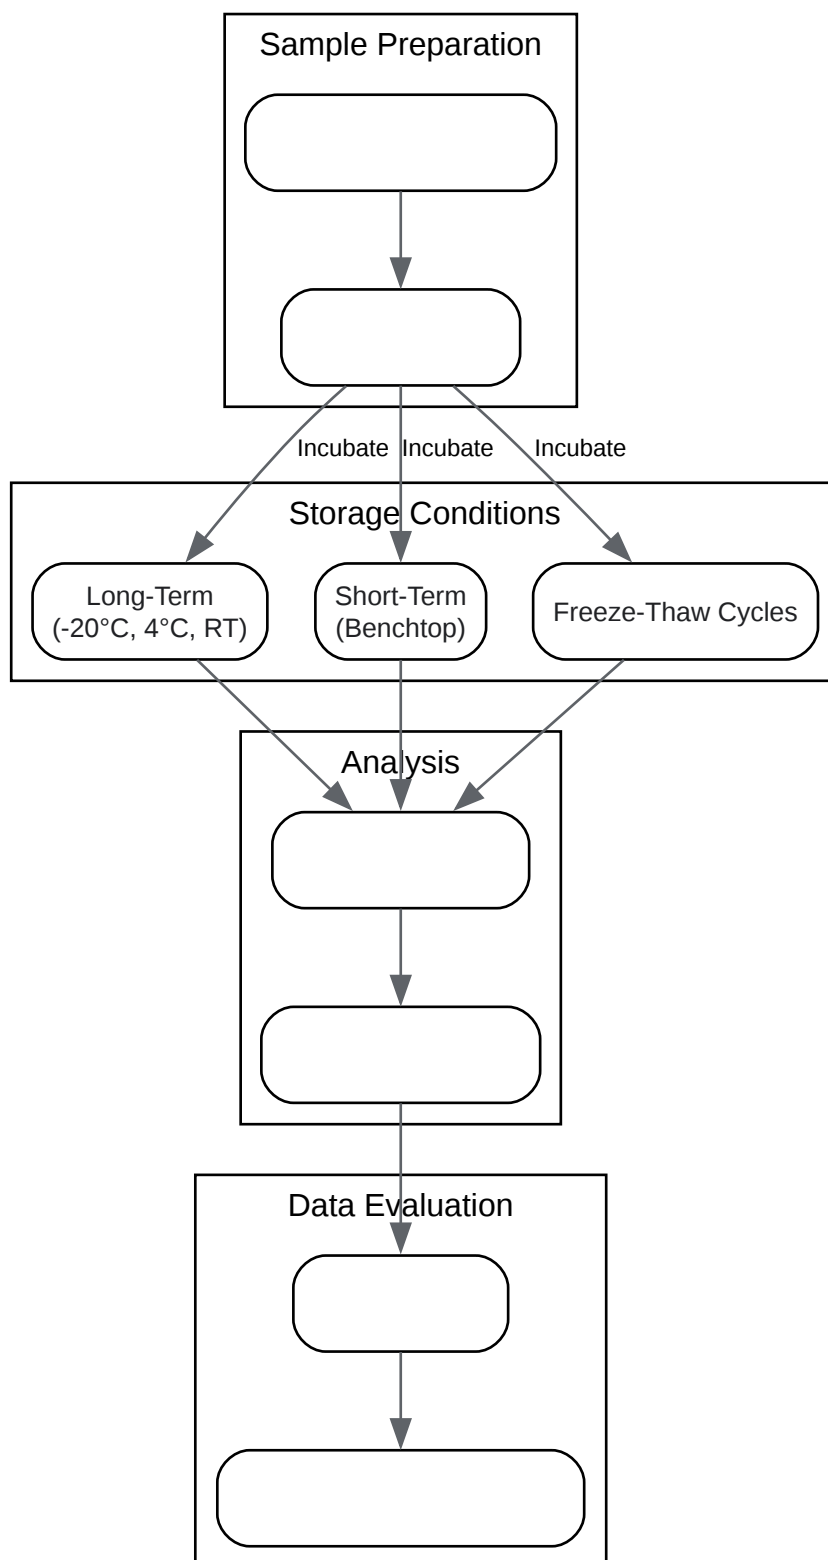 Sample Preparation
Incubate
Incubate
Incubate
Storage Conditions
Long-Term
(-20°C, 4°C, RT)
Short-Term
(Benchtop)
Freeze-Thaw Cycles
Analysis
Data Evaluation